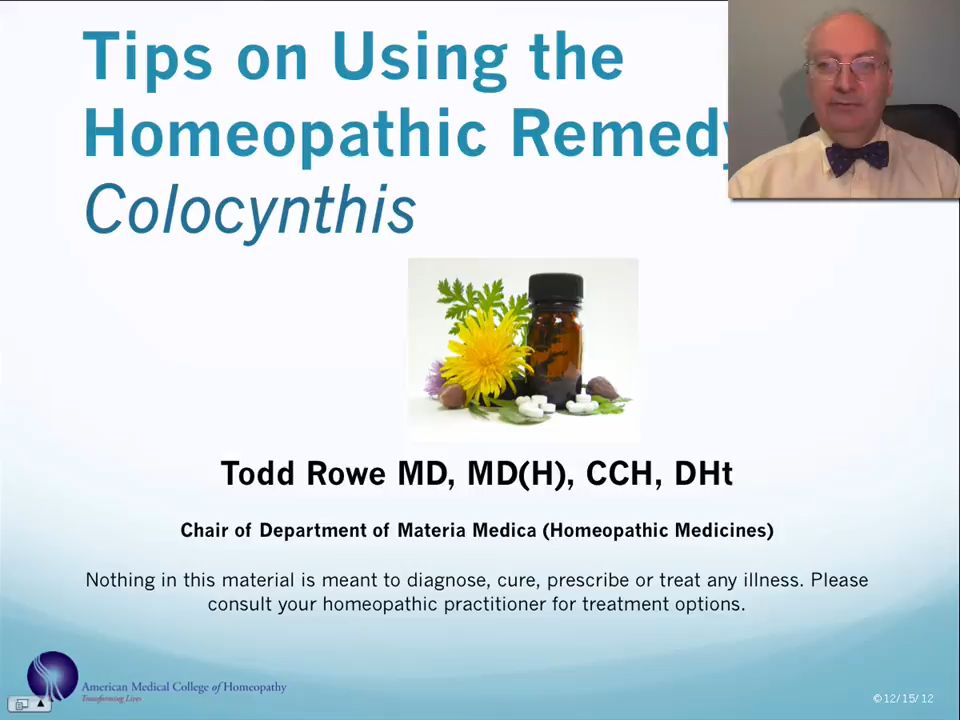 Tips on Using the
Homeopathic Remedy
Colocynthis
Todd Rowe MD, MD(H), CCH, DHt
Chair of Department of Materia Medica (Homeopathic Medicines)
Nothing in this material is meant to diagnose, cure, prescribe or treat any illness. Please
consult your homeopathic practitioner for treatment options.
American Medical College of Homeopathy
Transforming Lives
©12/15/12